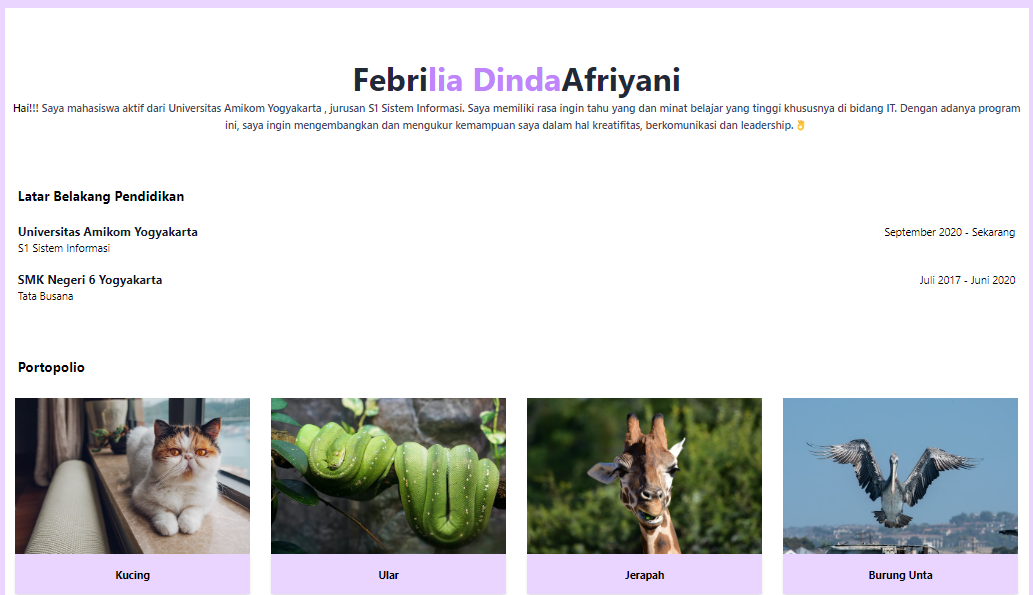 Febrilia DindaAfriyani
Hai!!! Saya mahasiswa aktif dari Universitas Amikom Yogyakarta , jurusan S1 Sistem Informasi. Saya memiliki rasa ingin tahu yang dan minat belajar yang tinggi khususnya di bidang IT. Dengan adanya program
ini, saya ingin mengembangkan dan mengukur kemampuan saya dalam hal kreatifitas, berkomunikasi dan leadership. 👌
Latar Belakang Pendidikan
Universitas Amikom Yogyakarta September 2020 - Sekarang
S1 Sistem Informasi
SMK Negeri 6 Yogyakarta Juli 2017 - Juni 2020
Tata Busana
Portopolio
Kucing Ular Jerapah Burung Unta